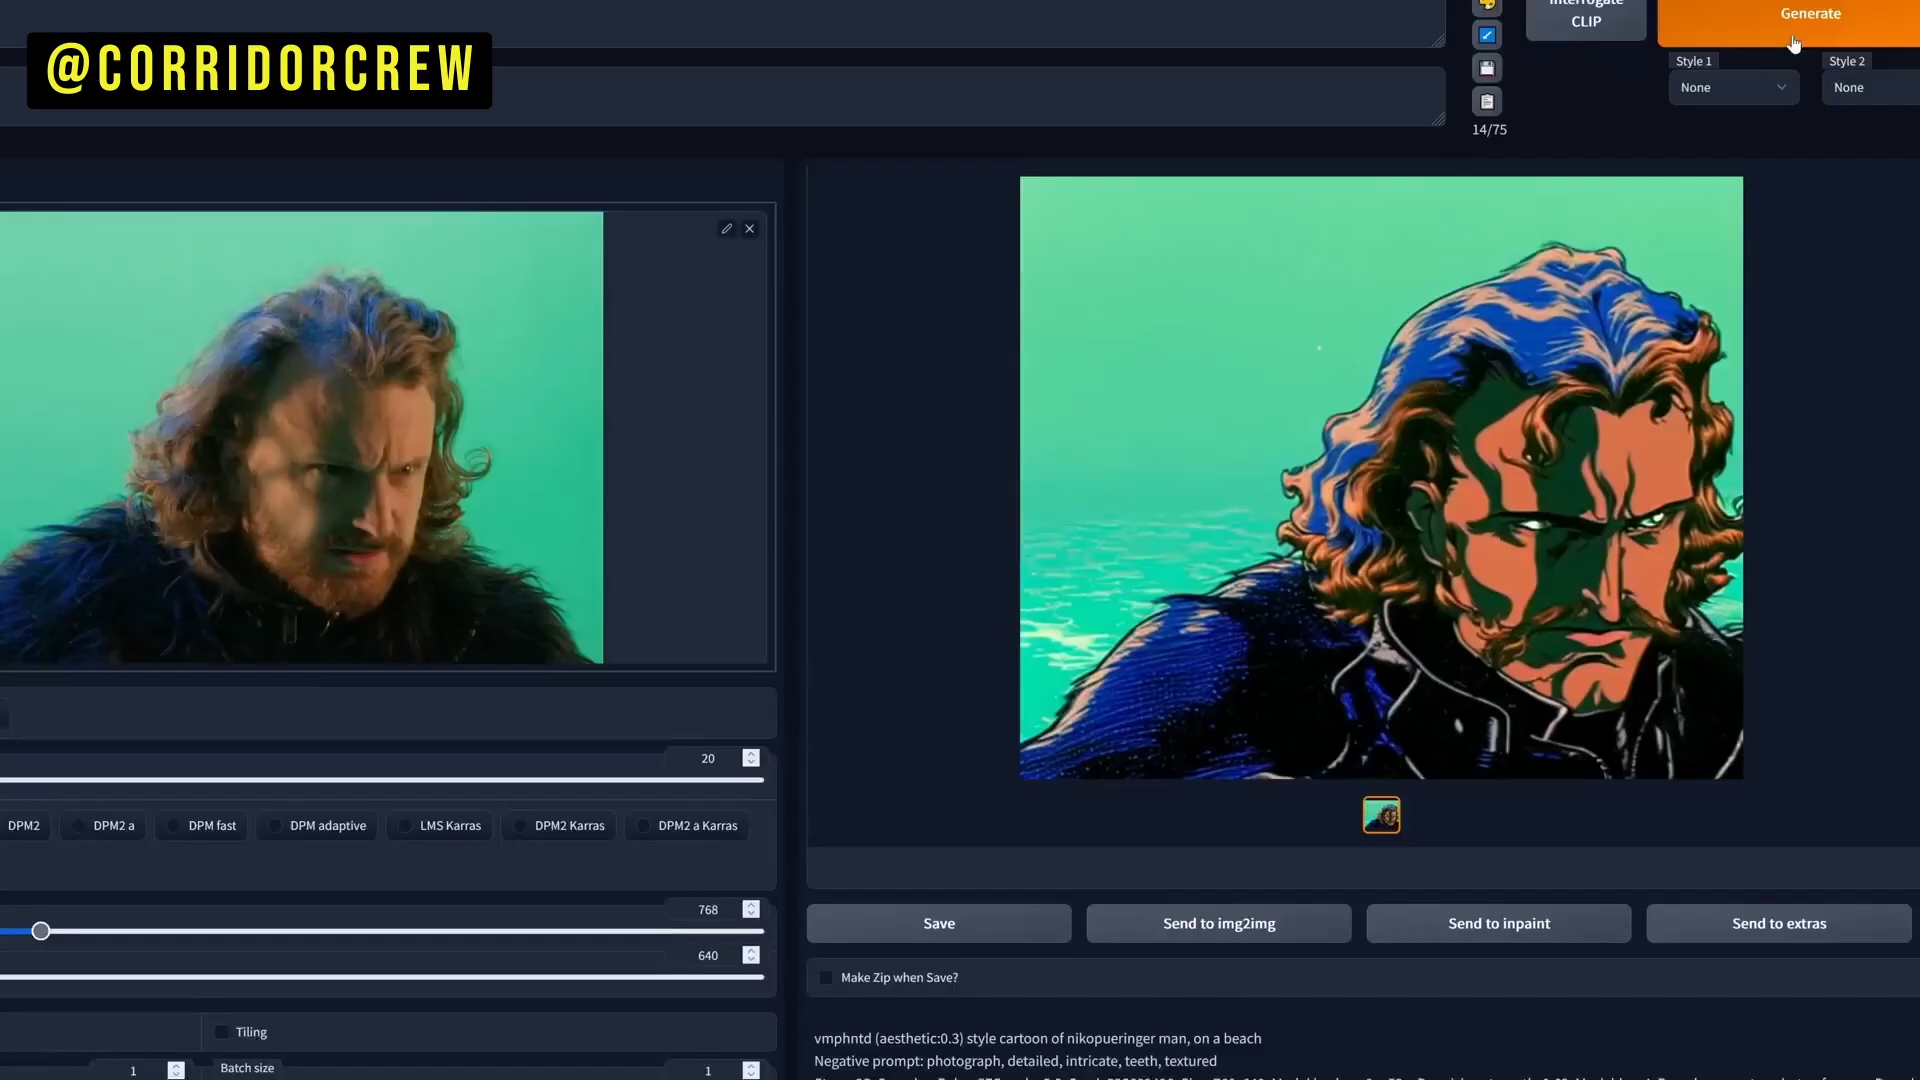 @CORRIDORCREW
Interrogate
CLIP
Generate
Style 1
Style 2
None
None
14/75
20
DPM2
DPM2 a
DPM fast
DPM adaptive
LMS Karras
DPM2 Karras
DPM2 a Karras
768
640
Save
Send to img2img
Send to inpaint
Send to extras
Make Zip when Save?
Tiling
1
Batch size
1
vmphntd (aesthetic:0.3) style cartoon of nikopueringer man, on a beach
Negative prompt: photograph, detailed, intricate, teeth, textured